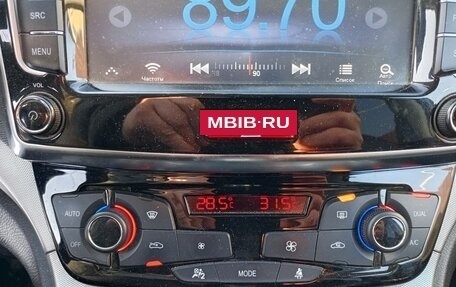 SRC
89.70
MENU
Частоты
90
Список
Авто
Поиск
VOL
MBIB·RU
28.5°C
31.5°C
AUTO
DUAL
OFF
A/C
MODE